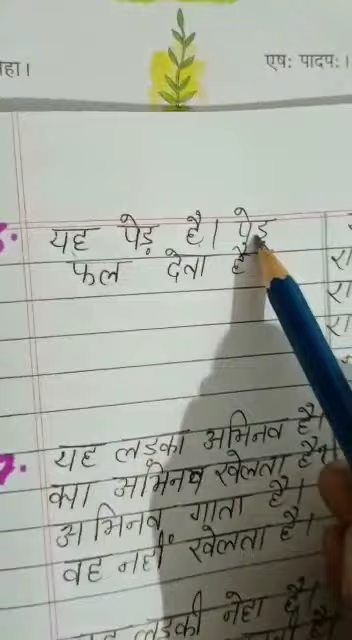 हा।
एषः पादपः।
यह पेड़ है। पेड़
फल देता है
रा
रा
रा
यह लड़का अभिनव है।
क्या अभिनव खेलता है।
अभिनव गाता है।
वह नहीं खेलता है।
लड़की नेहा है।